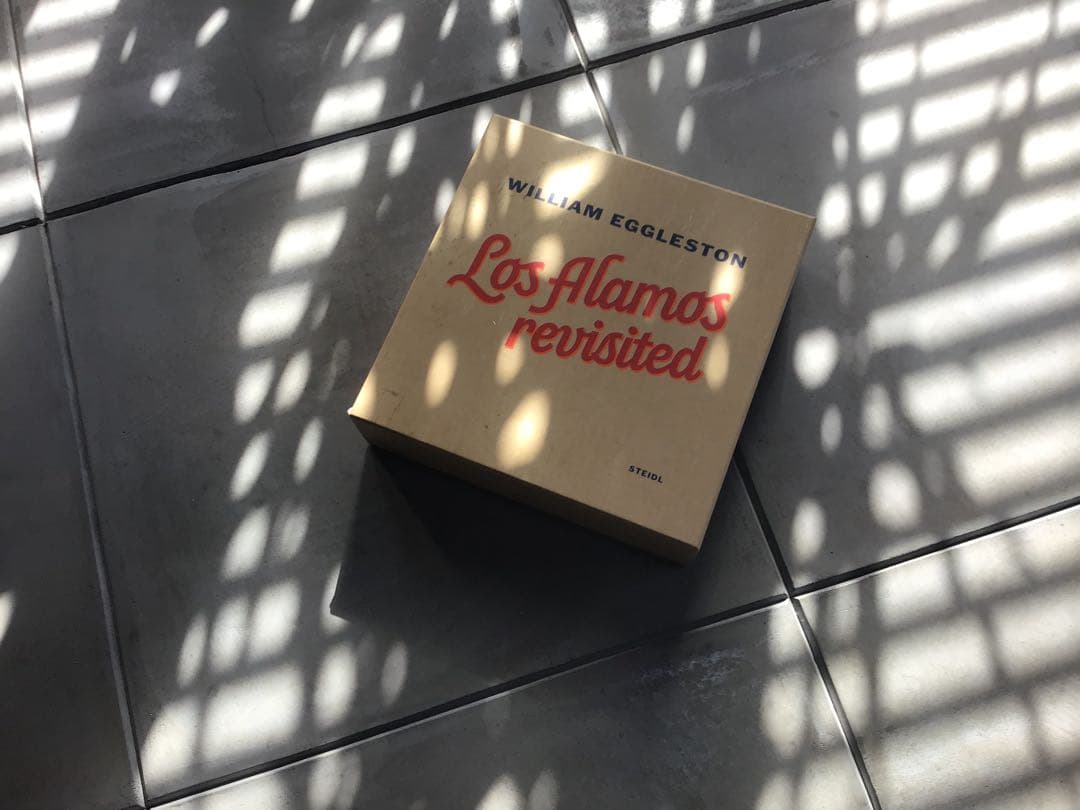 WILLIAM EGGLESTON
Los Alamos
revisited
STEIDL